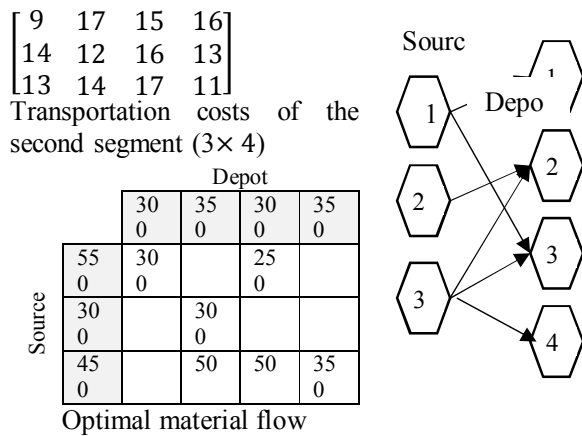 9 17 15 16
14 12 16 13
13 14 17 11
Transportation costs of the
second segment (3× 4)
Depot
30 35 30 35
0 0 0 0
55 30 25
0 0 0
30 30
0 0
45 50 50 35
0 0
Source
Optimal material flow
Sourc
Depo
1
1
2
2
3
3
4